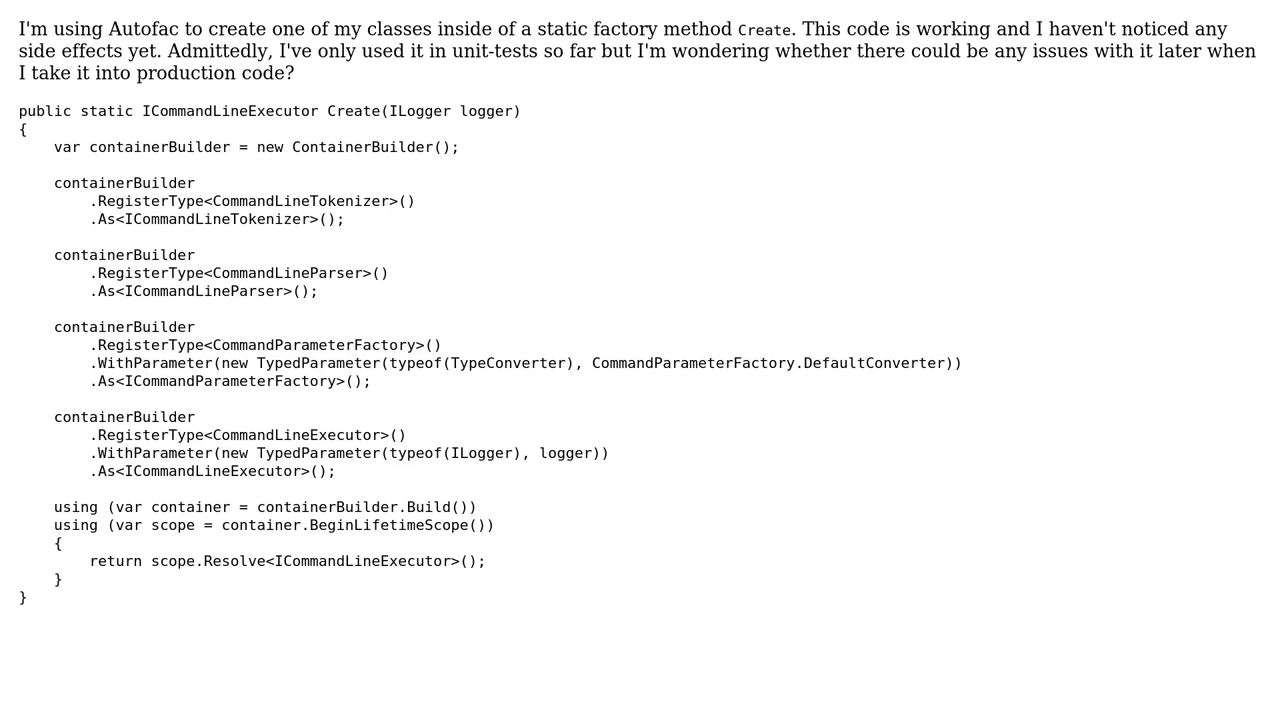 I'm using Autofac to create one of my classes inside of a static factory method Create. This code is working and I haven't noticed any
side effects yet. Admittedly, I've only used it in unit-tests so far but I'm wondering whether there could be any issues with it later when
I take it into production code?
public static ICommandLineExecutor Create(ILogger logger)
{
    var containerBuilder = new ContainerBuilder();
    containerBuilder
        .RegisterType<CommandLineTokenizer>()
        .As<ICommandLineTokenizer>();
    containerBuilder
        .RegisterType<CommandLineParser>()
        .As<ICommandLineParser>();
    containerBuilder
        .RegisterType<CommandParameterFactory>()
        .WithParameter(new TypedParameter(typeof(TypeConverter), CommandParameterFactory.DefaultConverter))
        .As<ICommandParameterFactory>();
    containerBuilder
        .RegisterType<CommandLineExecutor>()
        .WithParameter(new TypedParameter(typeof(ILogger), logger))
        .As<ICommandLineExecutor>();
    using (var container = containerBuilder.Build())
    using (var scope = container.BeginLifetimeScope())
    {
        return scope.Resolve<ICommandLineExecutor>();
    }
}